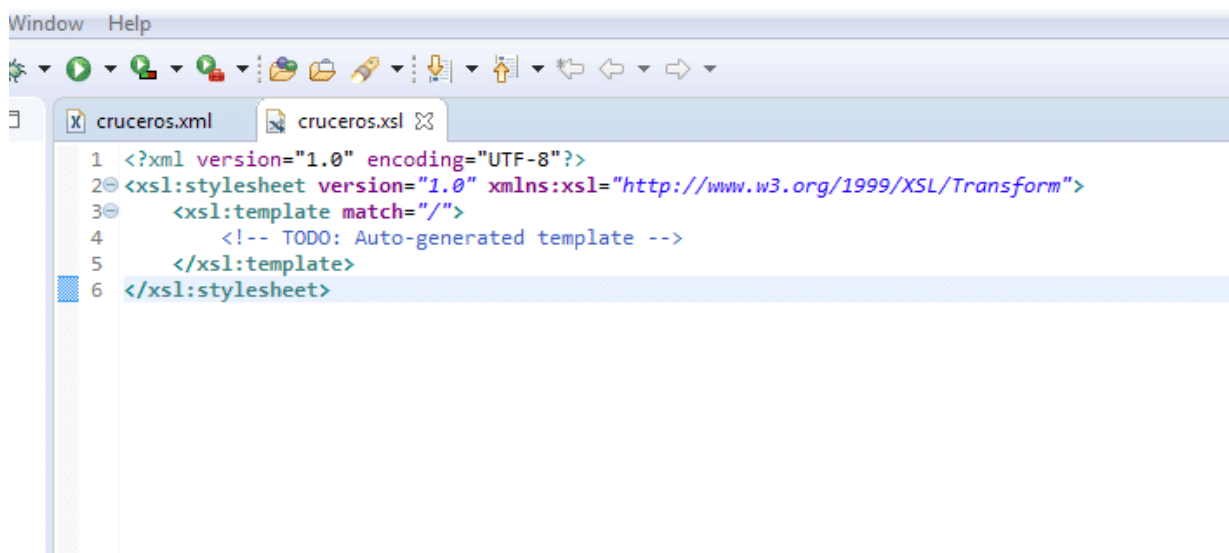 Window Help
cruceros.xml cruceros.xsl
1 <?xml version="1.0" encoding="UTF-8"?>
2 <xsl:stylesheet version="1.0" xmlns:xsl="http://www.w3.org/1999/XSL/Transform">
3     <xsl:template match="/">
4         <!-- TODO: Auto-generated template -->
5     </xsl:template>
6 </xsl:stylesheet>